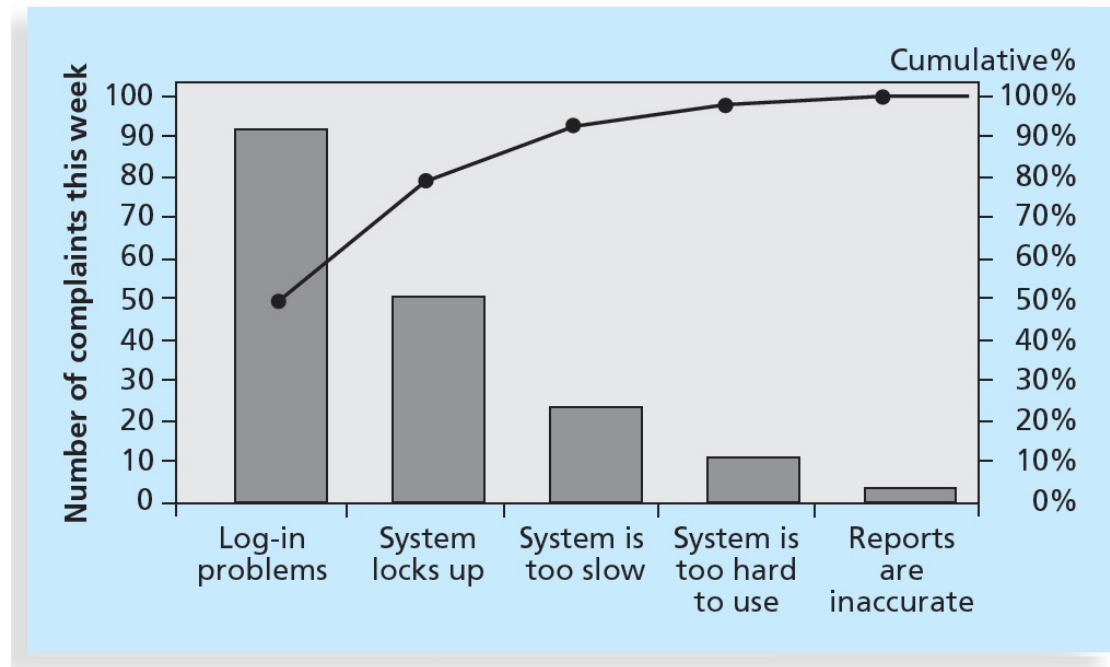 Cumulative%
Number of complaints this week
100
90
80
70
60
50
40
30
20
10
0
100%
90%
80%
70%
60%
50%
40%
30%
20%
10%
0%
Log-in
problems
System
locks up
System is
too slow
System is
too hard
to use
Reports
are
inaccurate